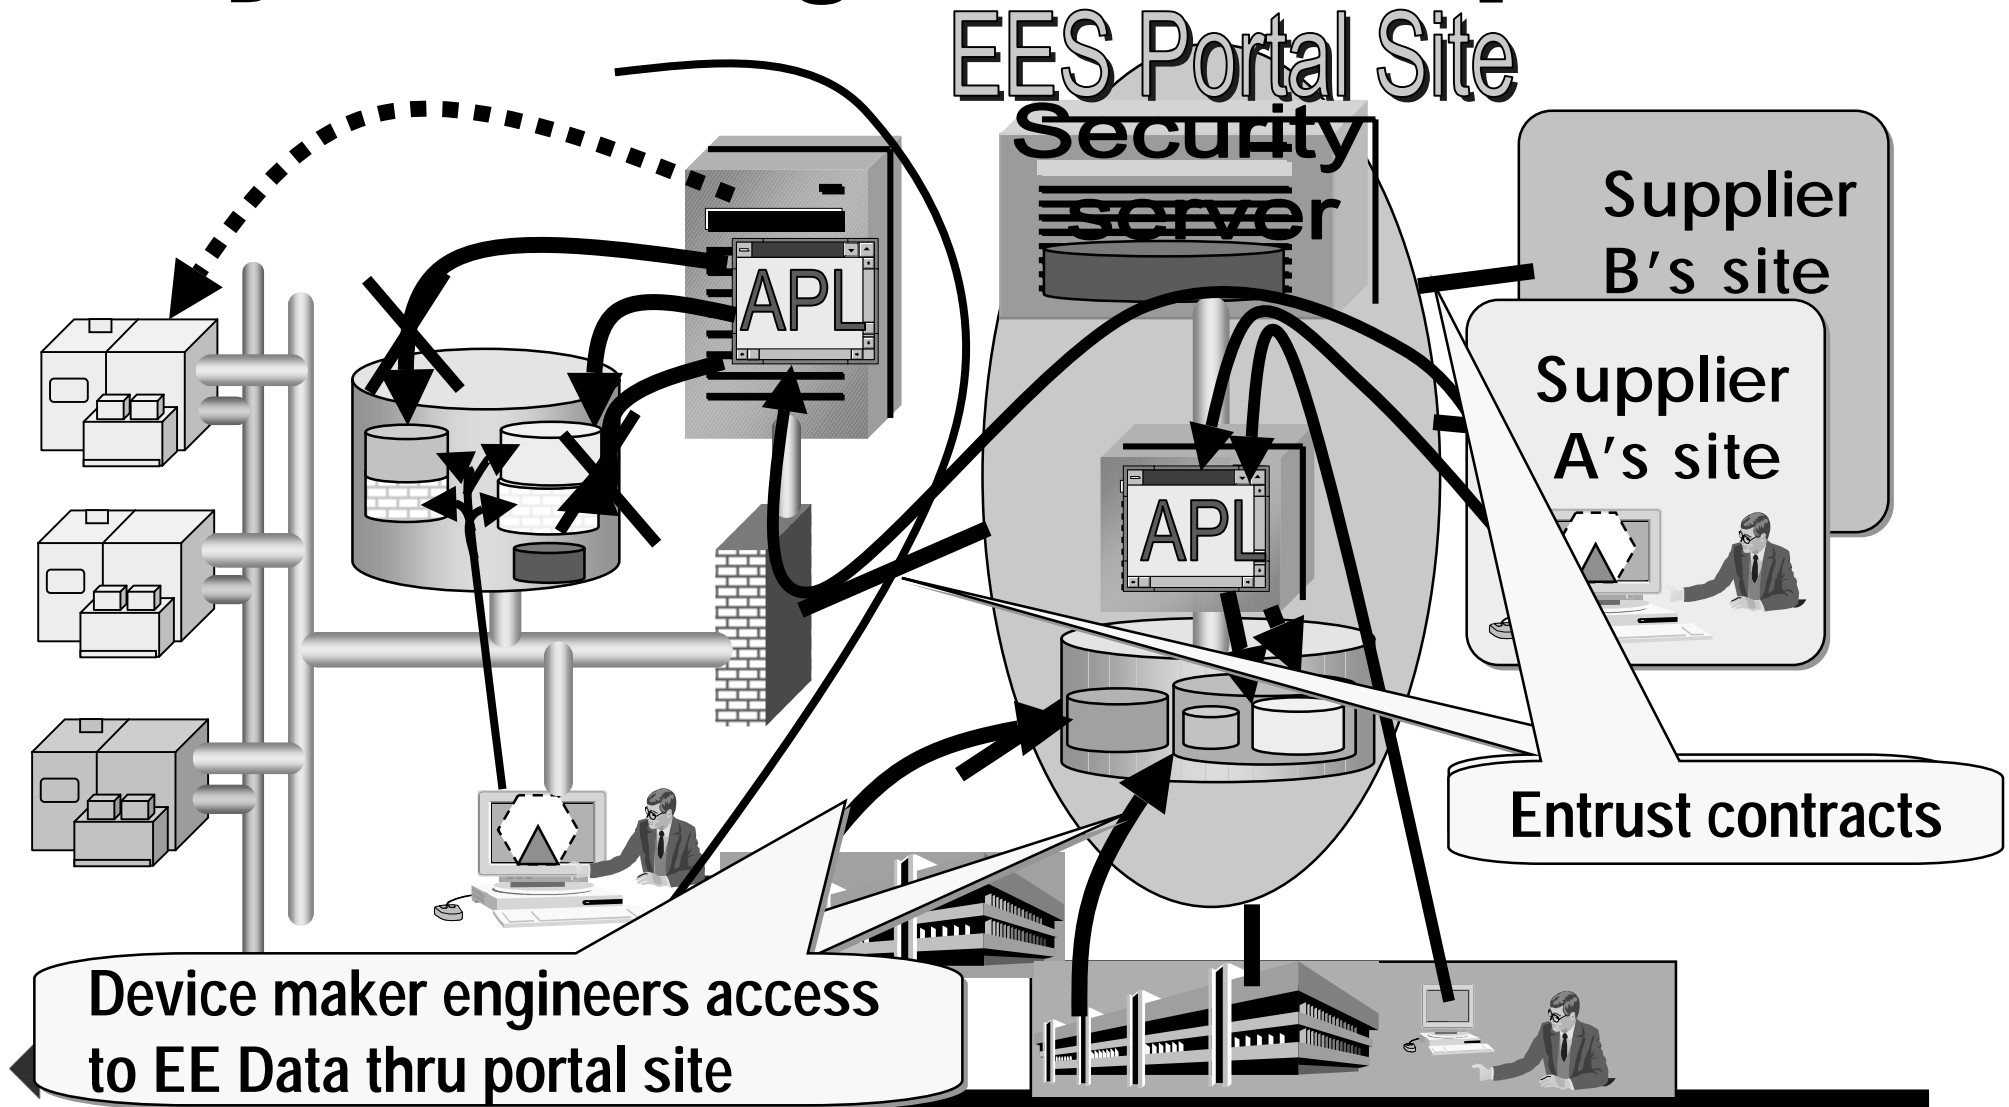 EES Portal Site
Security
server
Supplier
B's site
Supplier
A's site
APL
APL
Entrust contracts
Device maker engineers access
to EE Data thru portal site